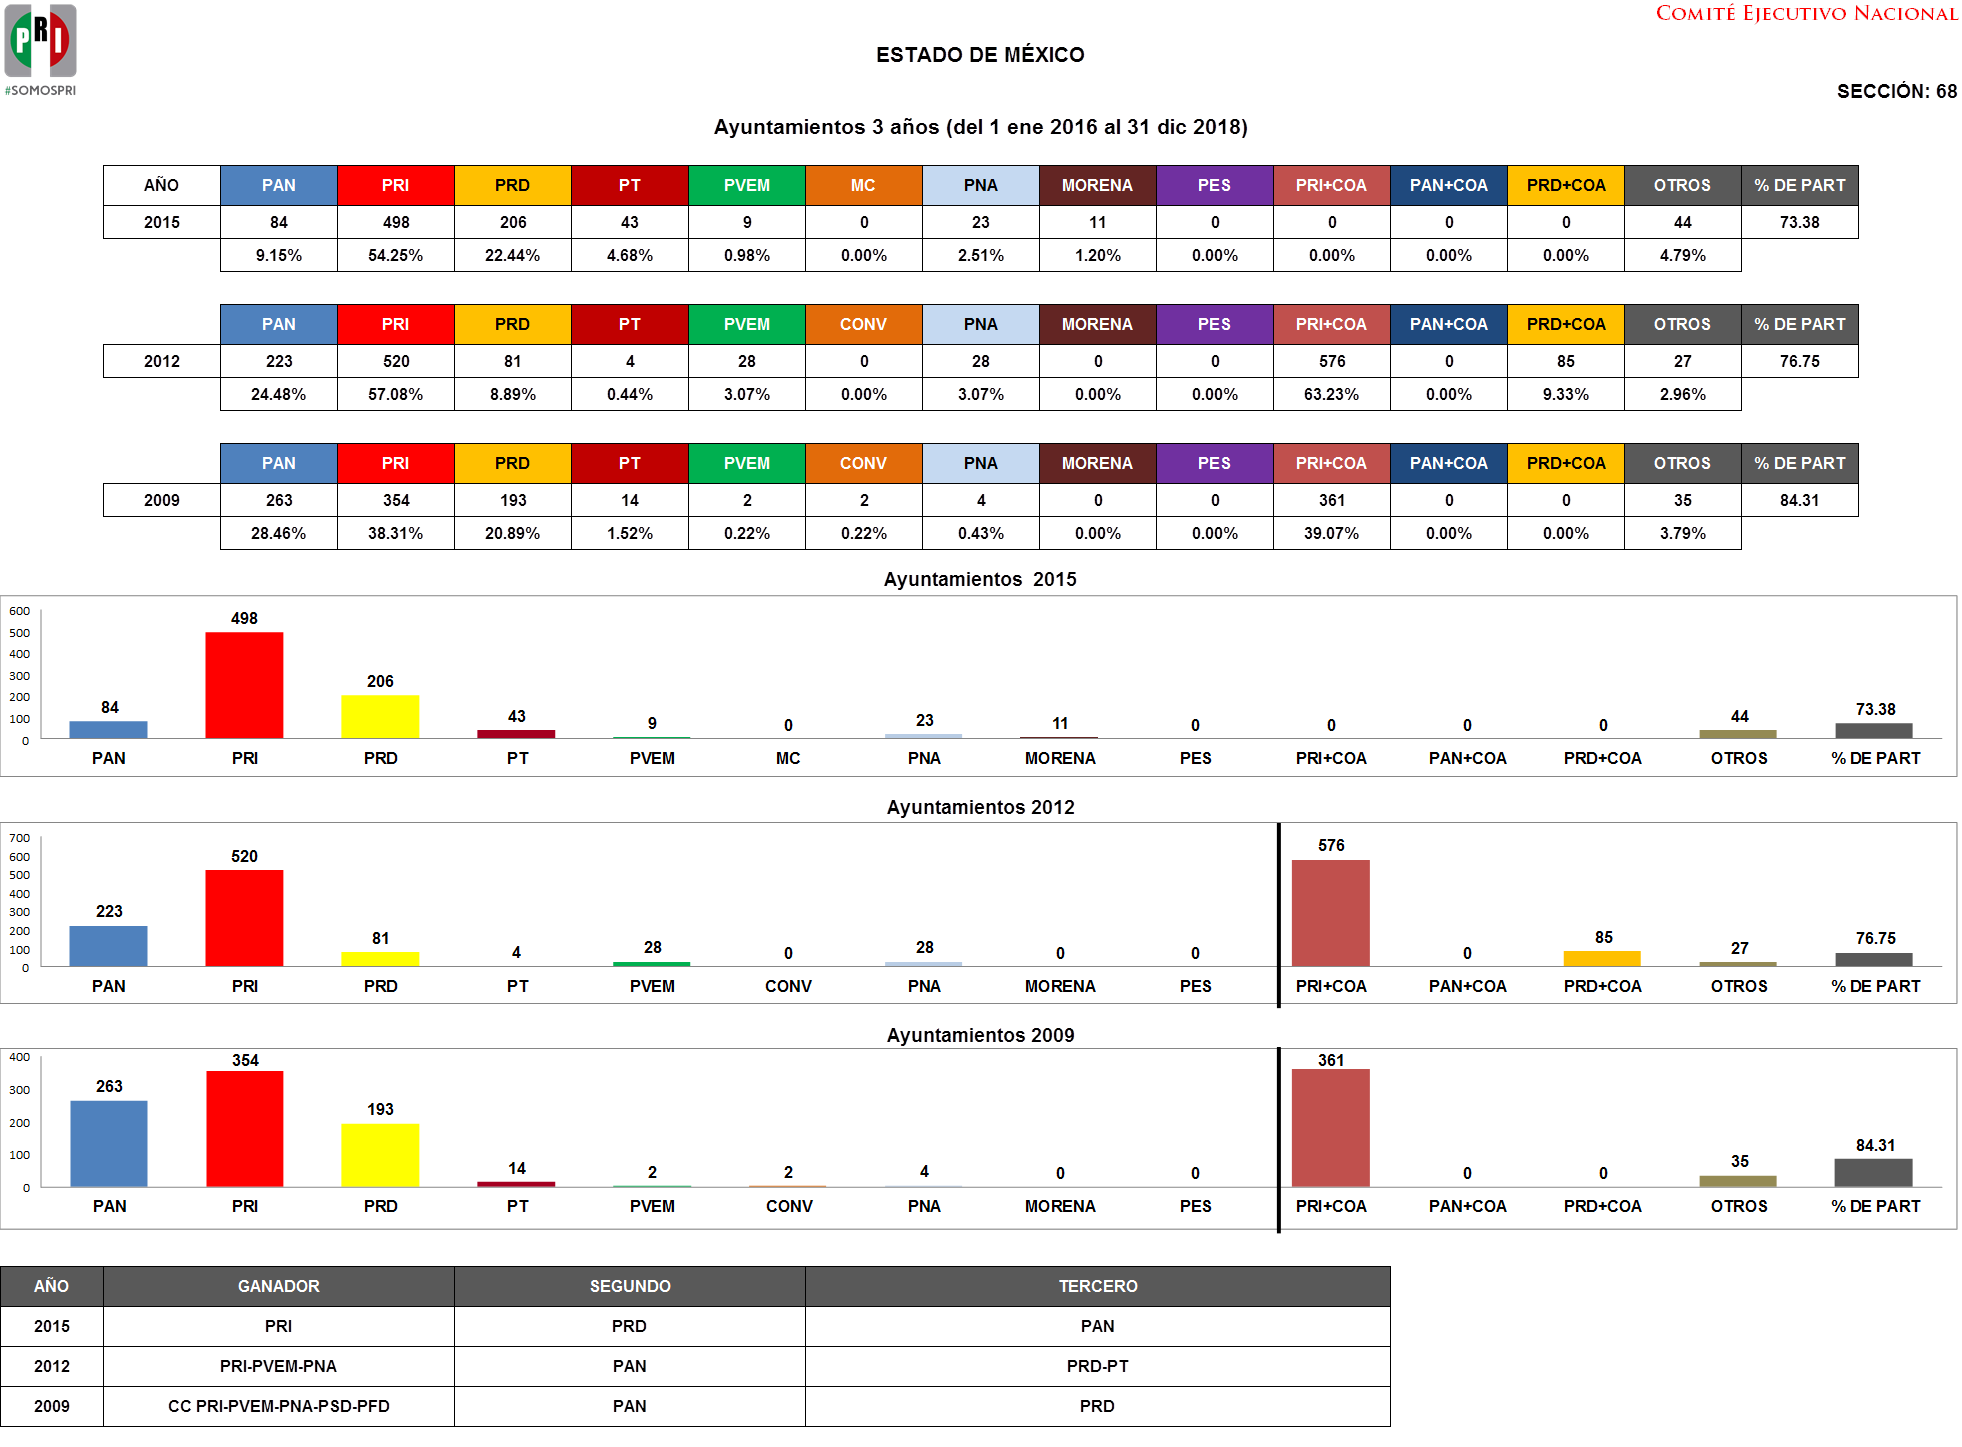 PRI
#SOMOSPRI
COMITÉ EJECUTIVO NACIONAL
ESTADO DE MÉXICO
SECCIÓN: 68
Ayuntamientos 3 años (del 1 ene 2016 al 31 dic 2018)
AÑO PAN PRI PRD PT PVEM MC PNA MORENA PES PRI+COA PAN+COA PRD+COA OTROS % DE PART
2015 84 498 206 43 9 0 23 11 0 0 0 0 44 73.38
9.15% 54.25% 22.44% 4.68% 0.98% 0.00% 2.51% 1.20% 0.00% 0.00% 0.00% 0.00% 4.79%
PAN PRI PRD PT PVEM CONV PNA MORENA PES PRI+COA PAN+COA PRD+COA OTROS % DE PART
2012 223 520 81 4 28 0 28 0 0 576 0 85 27 76.75
24.48% 57.08% 8.89% 0.44% 3.07% 0.00% 3.07% 0.00% 0.00% 63.23% 0.00% 9.33% 2.96%
PAN PRI PRD PT PVEM CONV PNA MORENA PES PRI+COA PAN+COA PRD+COA OTROS % DE PART
2009 263 354 193 14 2 2 4 0 0 361 0 0 35 84.31
28.46% 38.31% 20.89% 1.52% 0.22% 0.22% 0.43% 0.00% 0.00% 39.07% 0.00% 0.00% 3.79%
Ayuntamientos 2015
600
500
400
300
200
100
0
84 498 206 43 9 0 23 11 0 0 0 0 44 73.38
PAN PRI PRD PT PVEM MC PNA MORENA PES PRI+COA PAN+COA PRD+COA OTROS % DE PART
Ayuntamientos 2012
700
600
500
400
300
200
100
0
223 520 81 4 28 0 28 0 0 576 0 85 27 76.75
PAN PRI PRD PT PVEM CONV PNA MORENA PES PRI+COA PAN+COA PRD+COA OTROS % DE PART
Ayuntamientos 2009
400
300
200
100
0
263 354 193 14 2 2 4 0 0 361 0 0 35 84.31
PAN PRI PRD PT PVEM CONV PNA MORENA PES PRI+COA PAN+COA PRD+COA OTROS % DE PART
AÑO GANADOR SEGUNDO TERCERO
2015 PRI PRD PAN
2012 PRI-PVEM-PNA PAN PRD-PT
2009 CC PRI-PVEM-PNA-PSD-PFD PAN PRD